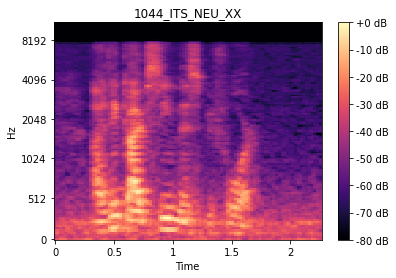 1044_ITS_NEU_XX
8192
4096
2048
1024
512
0
Hz
0
0.5
1
1.5
2
Time
+0 dB
-10 dB
-20 dB
-30 dB
-40 dB
-50 dB
-60 dB
-70 dB
-80 dB